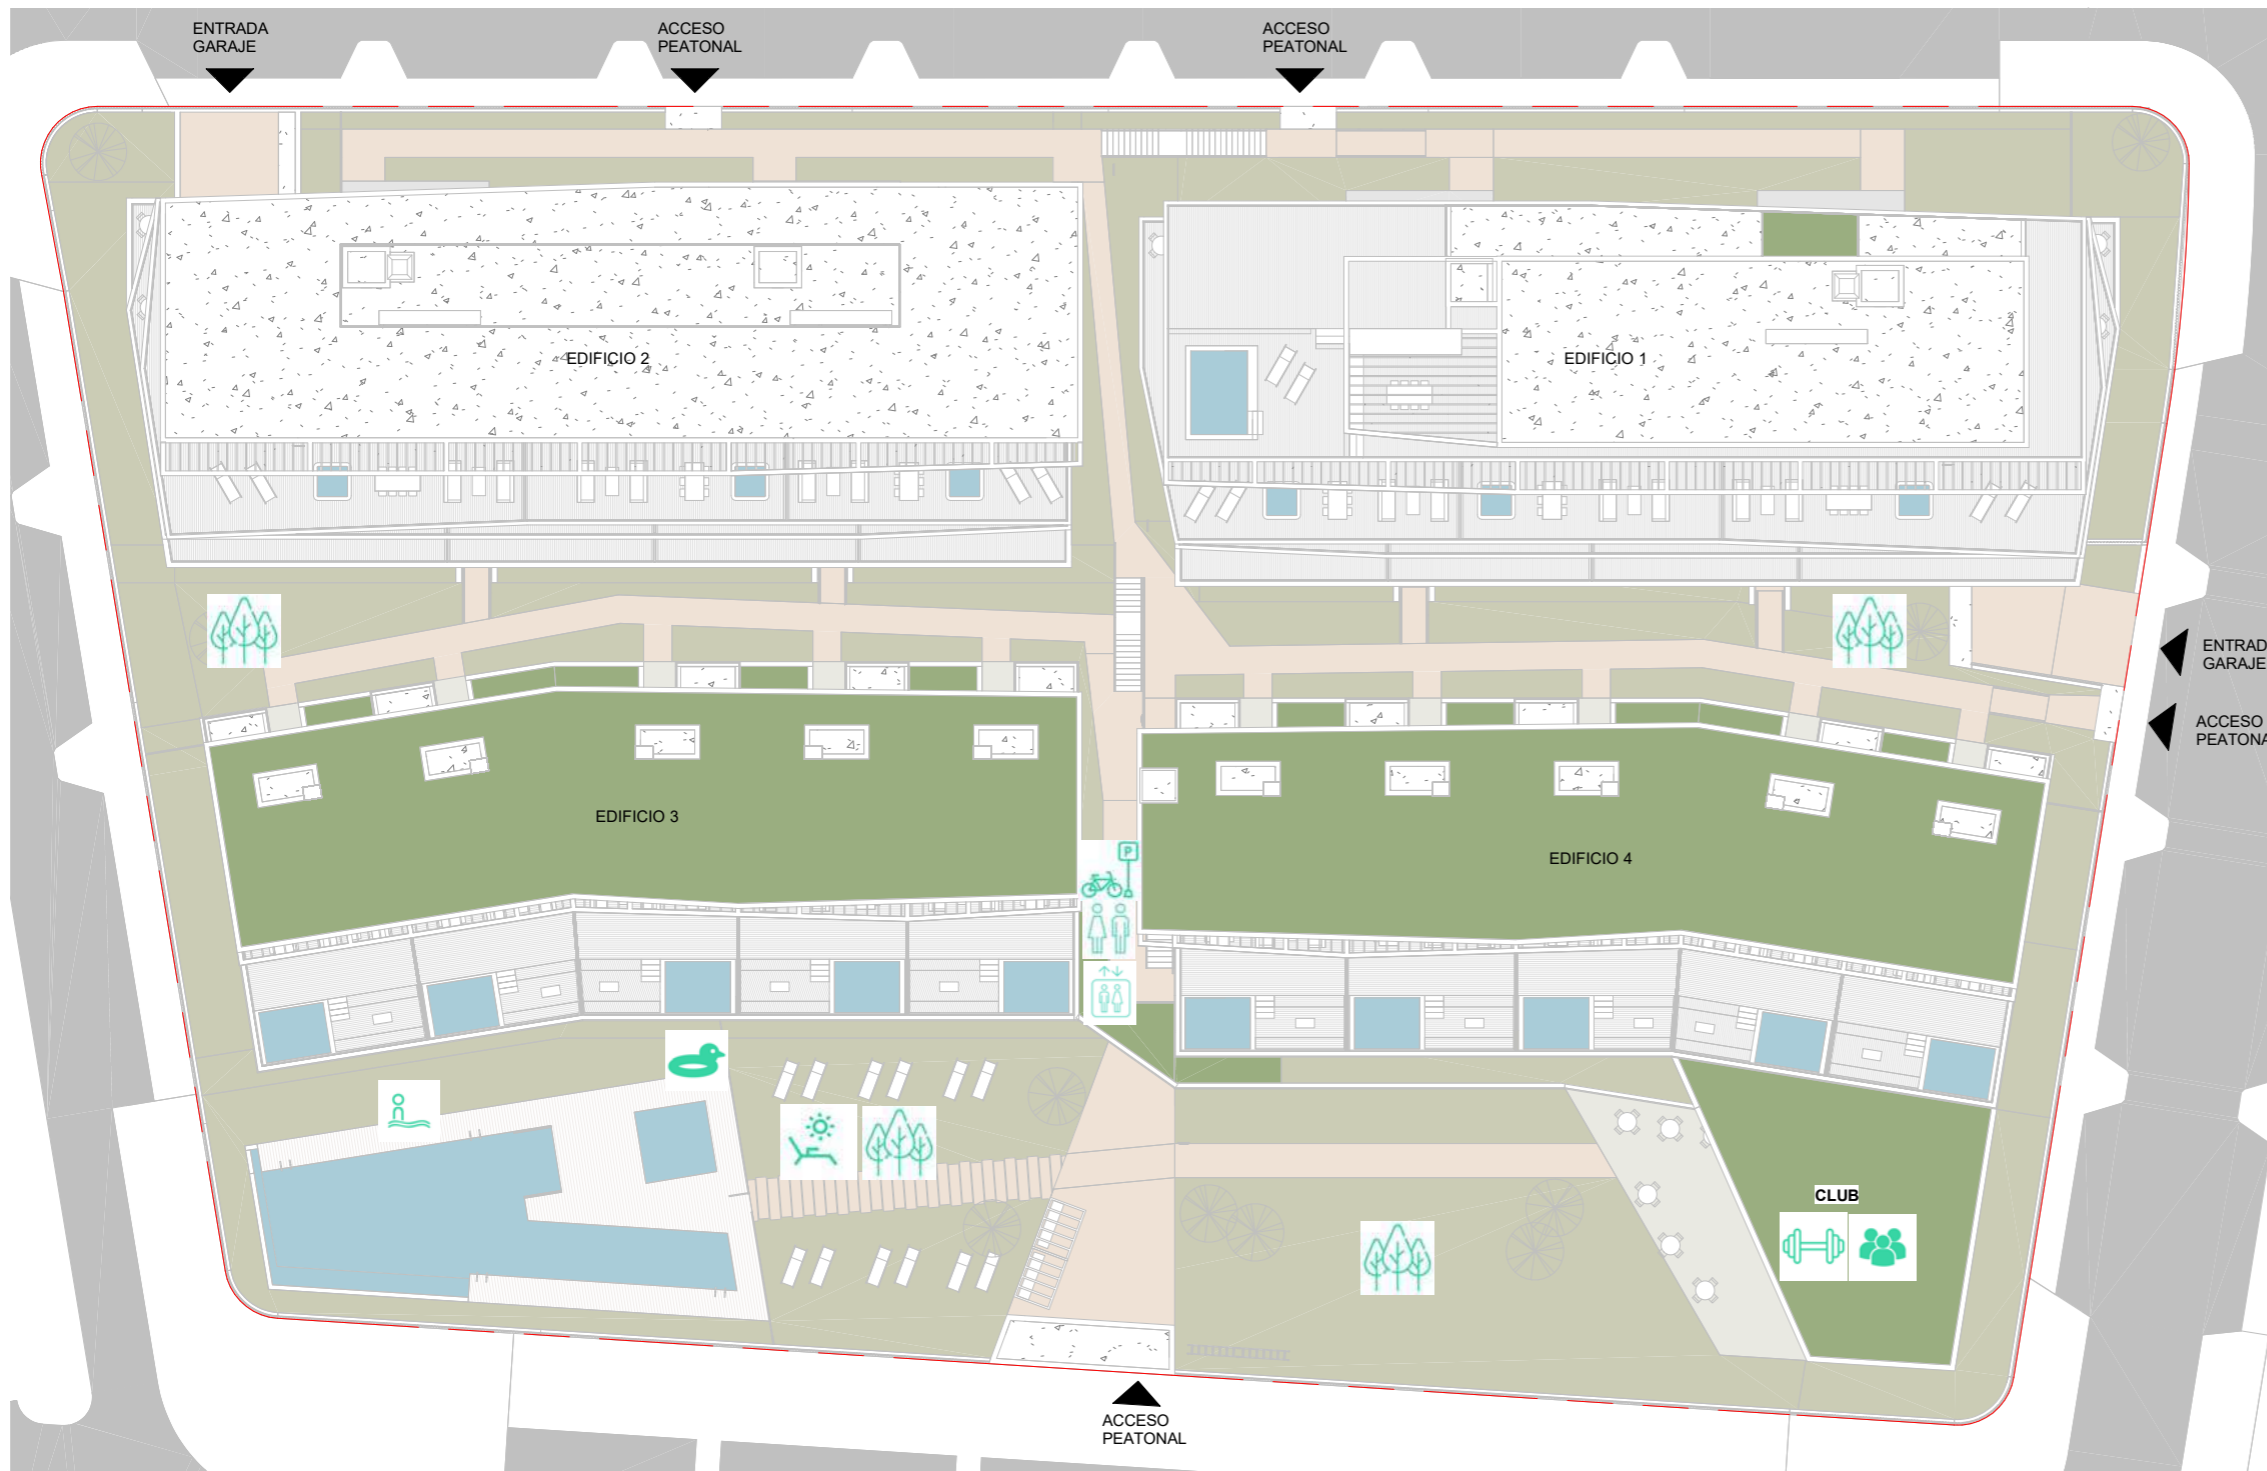 ENTRADA
GARAJE
ACCESO
PEATONAL
ACCESO
PEATONAL
EDIFICIO 2
EDIFICIO 1
ENTRAD
GARAJE
ACCESO
PEATONA
EDIFICIO 3
EDIFICIO 4
P
CLUB
ACCESO
PEATONAL